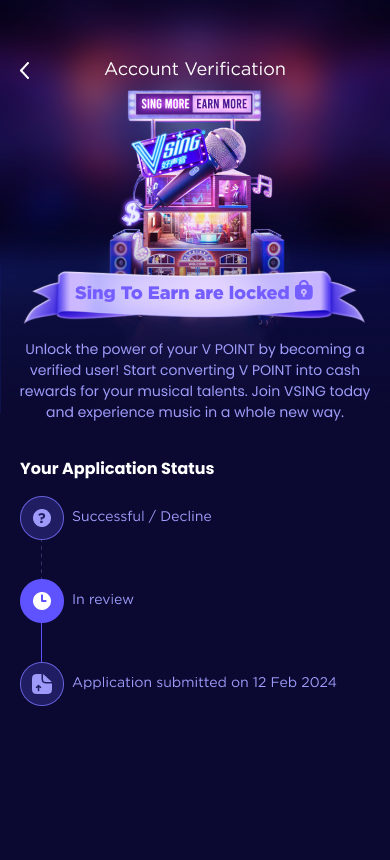 Account Verification
SING MORE EARN MORE
Vsing
好声音
$
Sing To Earn are locked
Unlock the power of your V POINT by becoming a
verified user! Start converting V POINT into cash
rewards for your musical talents. Join VSING today
and experience music in a whole new way.
Your Application Status
?
Successful / Decline
In review
Application submitted on 12 Feb 2024